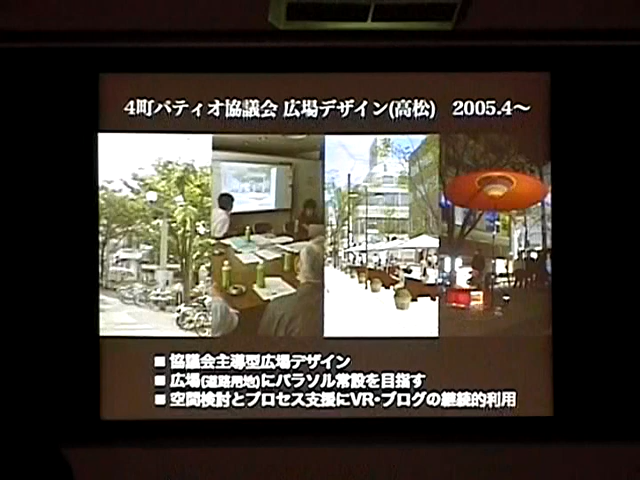 4町パティオ協議会 広場デザイン(高松) 2005.4～
■ 協議会主導型広場デザイン
■ 広場(道路用地)にパラソル常設を目指す
■ 空間検討とプロセス支援にVR・ブログの継続的利用